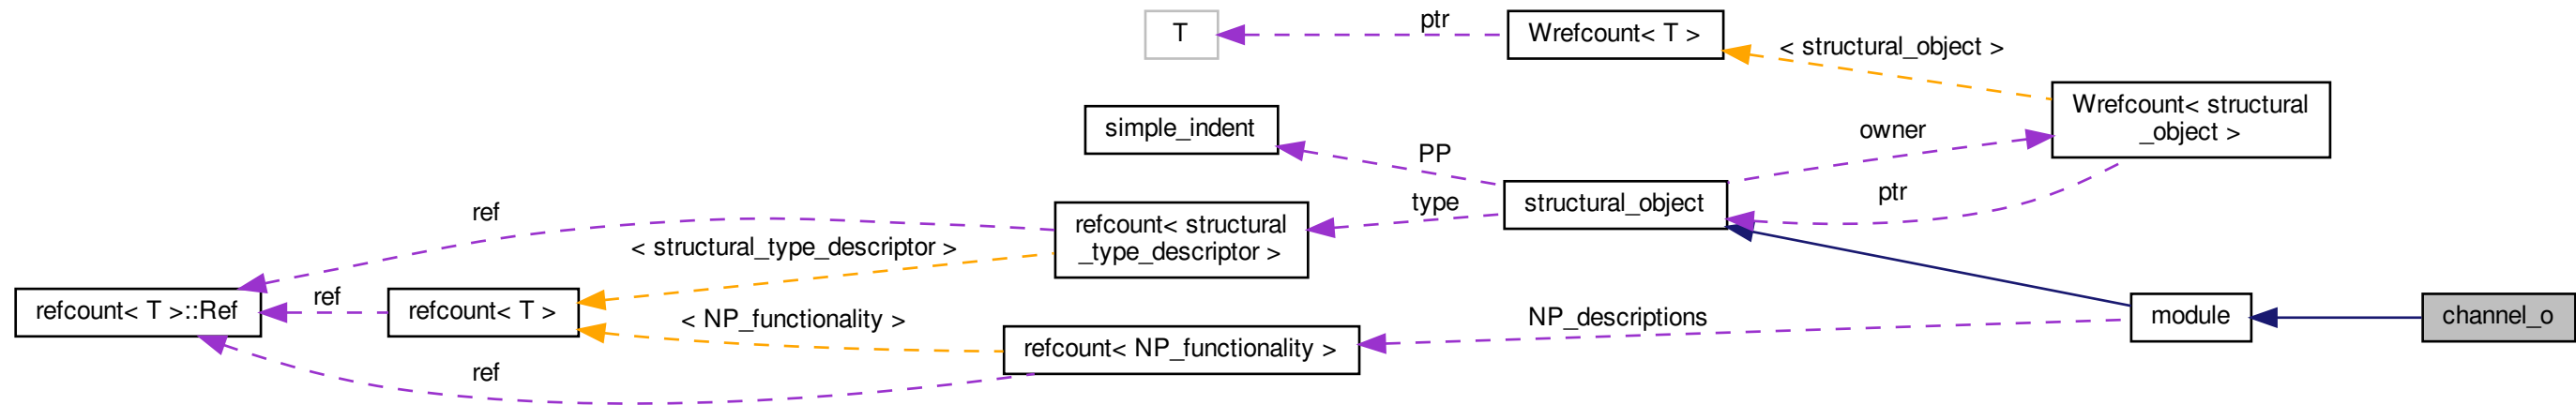 T
ptr
Wrefcount< T >
< structural_object >
Wrefcount< structural
_object >
simple_indent
PP
owner
ptr
structural_object
type
refcount< structural
_type_descriptor >
ref
< structural_type_descriptor >
refcount< T >::Ref
ref
refcount< T >
< NP_functionality >
refcount< NP_functionality >
NP_descriptions
module
channel_o
ref